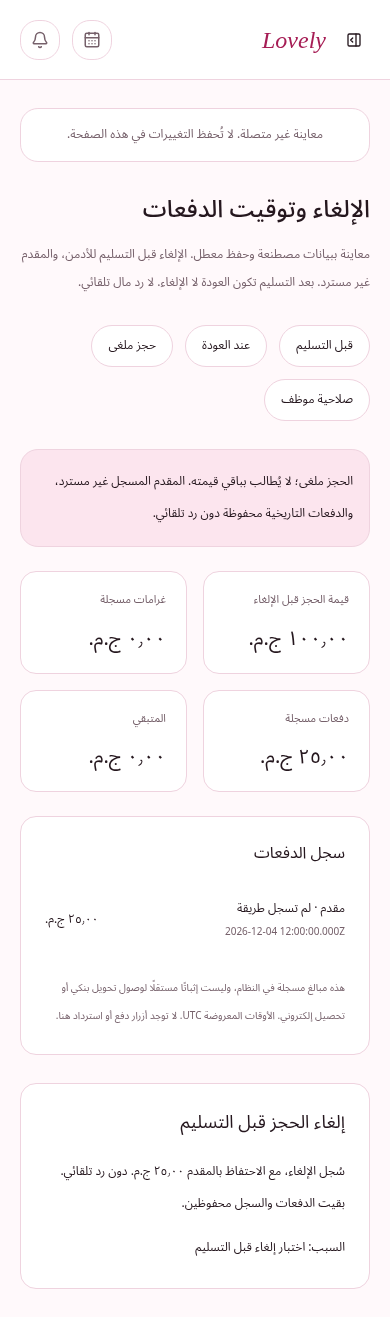 Lovely
معاينة غير متصلة. لا تُحفظ التغييرات في هذه الصفحة.
الإلغاء وتوقيت الدفعات
معاينة ببيانات مصطنعة وحفظ معطل. الإلغاء قبل التسليم للأدمن، والمقدم
غير مسترد. بعد التسليم تكون العودة لا الإلغاء. لا رد مال تلقائي.
قبل التسليم
عند العودة
حجز ملغى
صلاحية موظف
الحجز ملغى؛ لا يُطالب بباقي قيمته. المقدم المسجل غير مسترد،
والدفعات التاريخية محفوظة دون رد تلقائي.
قيمة الحجز قبل الإلغاء
١٠٠٫٠٠ ج.م.
غرامات مسجلة
٠٫٠٠ ج.م.
دفعات مسجلة
٢٥٫٠٠ ج.م.
المتبقي
٠٫٠٠ ج.م.
سجل الدفعات
مقدم · لم تسجل طريقة
٢٥٫٠٠ ج.م.
2026-12-04 12:00:00.000Z
هذه مبالغ مسجلة في النظام، وليست إثباتًا مستقلًا لوصول تحويل بنكي أو
تحصيل إلكتروني. الأوقات المعروضة UTC. لا توجد أزرار دفع أو استرداد هنا.
إلغاء الحجز قبل التسليم
سُجل الإلغاء، مع الاحتفاظ بالمقدم ٢٥٫٠٠ ج.م. دون رد تلقائي.
بقيت الدفعات والسجل محفوظين.
السبب: اختبار إلغاء قبل التسليم